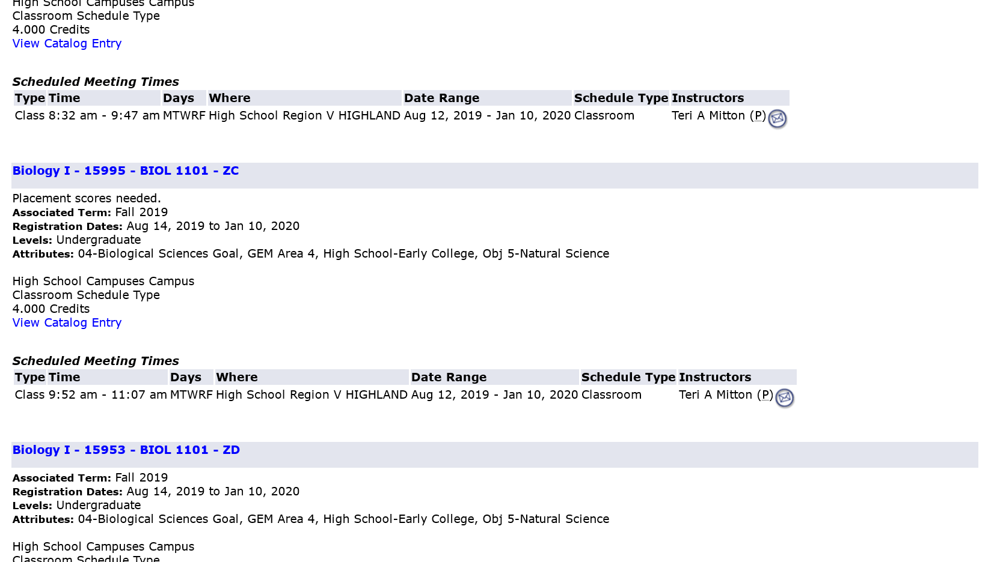 High School Campuses Campus
Classroom Schedule Type
4.000 Credits
View Catalog Entry
Scheduled Meeting Times
Type Time Days Where Date Range Schedule Type Instructors
Class 8:32 am - 9:47 am MTWRF High School Region V HIGHLAND Aug 12, 2019 - Jan 10, 2020 Classroom Teri A Mitton (P)
Biology I - 15995 - BIOL 1101 - ZC
Placement scores needed.
Associated Term: Fall 2019
Registration Dates: Aug 14, 2019 to Jan 10, 2020
Levels: Undergraduate
Attributes: 04-Biological Sciences Goal, GEM Area 4, High School-Early College, Obj 5-Natural Science
High School Campuses Campus
Classroom Schedule Type
4.000 Credits
View Catalog Entry
Scheduled Meeting Times
Type Time Days Where Date Range Schedule Type Instructors
Class 9:52 am - 11:07 am MTWRF High School Region V HIGHLAND Aug 12, 2019 - Jan 10, 2020 Classroom Teri A Mitton (P)
Biology I - 15953 - BIOL 1101 - ZD
Associated Term: Fall 2019
Registration Dates: Aug 14, 2019 to Jan 10, 2020
Levels: Undergraduate
Attributes: 04-Biological Sciences Goal, GEM Area 4, High School-Early College, Obj 5-Natural Science
High School Campuses Campus
Classroom Schedule Type